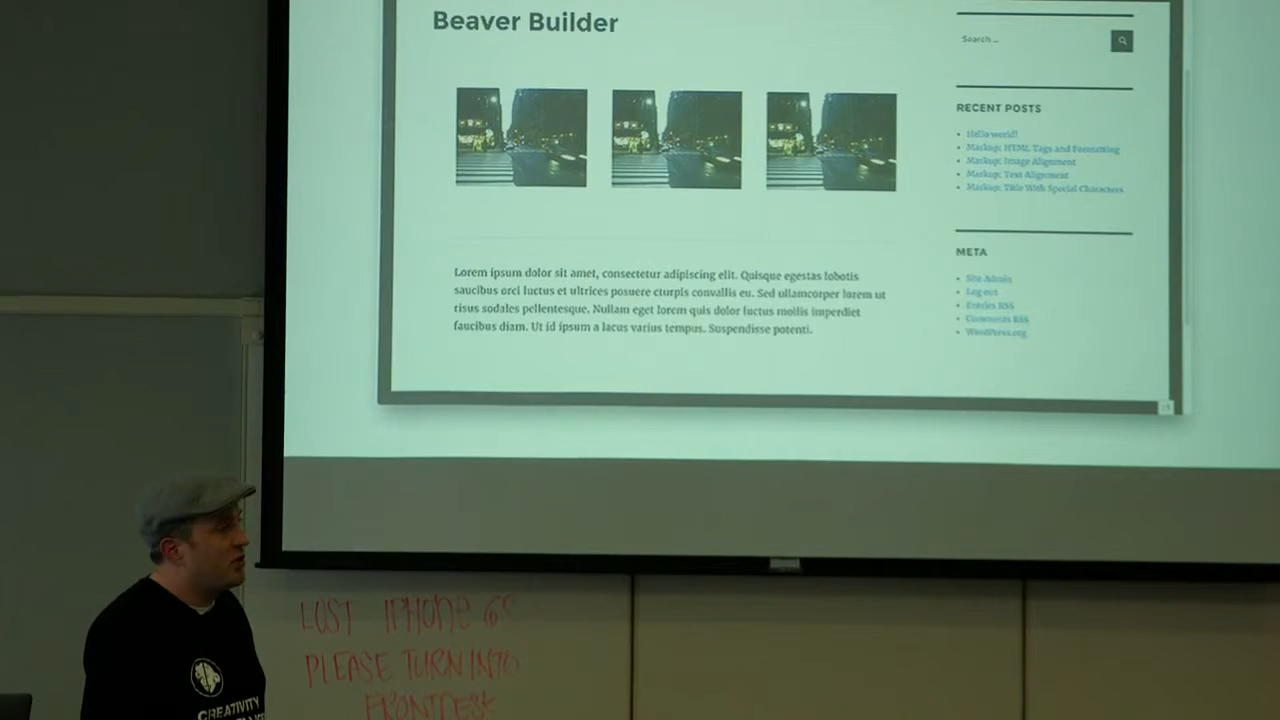 Beaver Builder
Search ...
RECENT POSTS
Hello world!
Markup: HTML Tags and Formatting
Markup: Image Alignment
Markup: Text Alignment
Markup: Title With Special Characters
META
Site Admin
Log out
Entries RSS
Comments RSS
WordPress.org
Lorem ipsum dolor sit amet, consectetur adipiscing elit. Quisque egestas lobotis
saucibus orci luctus et ultrices posuere cturpis convallis eu. Sed ullamcorper lorem ut
risus sodales pellentesque. Nullam eget lorem quis dolor luctus mollis imperdiet
faucibus diam. Ut id ipsum a lacus varius tempus. Suspendisse potenti.
LOST IPHONE 6S
PLEASE TURN INTO
FRONTDESK
CREATIVITY